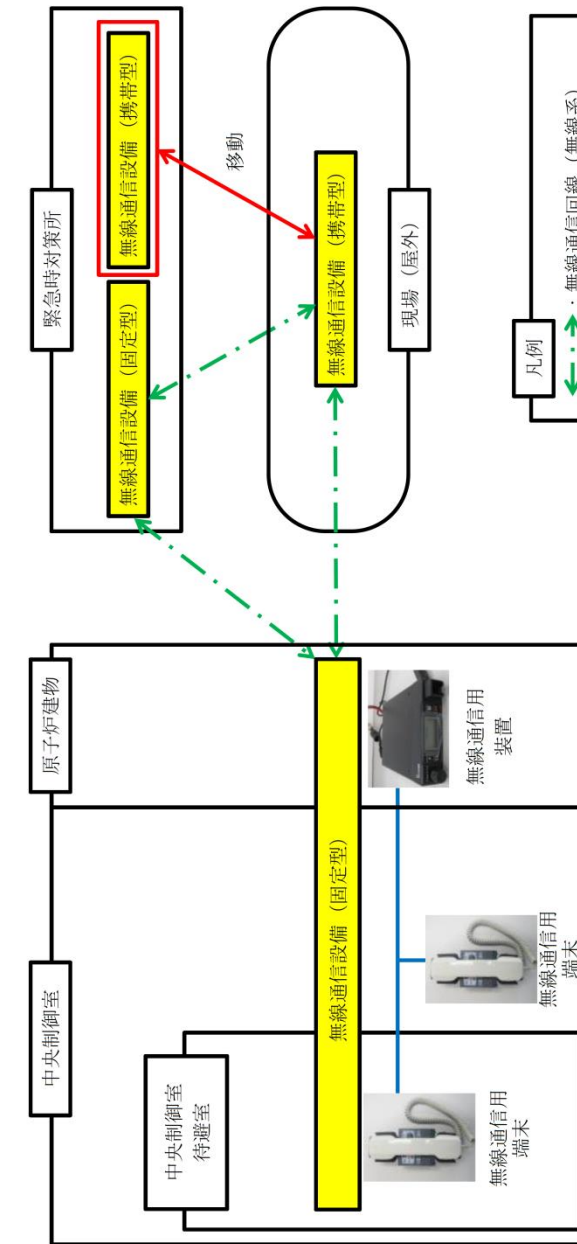 中央制御室
原子炉建物
緊急時対策所
中央制御室
待避室
無線通信設備（固定型）
無線通信設備（携帯型）
無線通信設備（固定型）
無線通信設備（携帯型）
移動
現場（屋外）
無線通信用
端末
無線通信用
端末
無線通信用
装置
凡例
：無線通信回線（無線系）